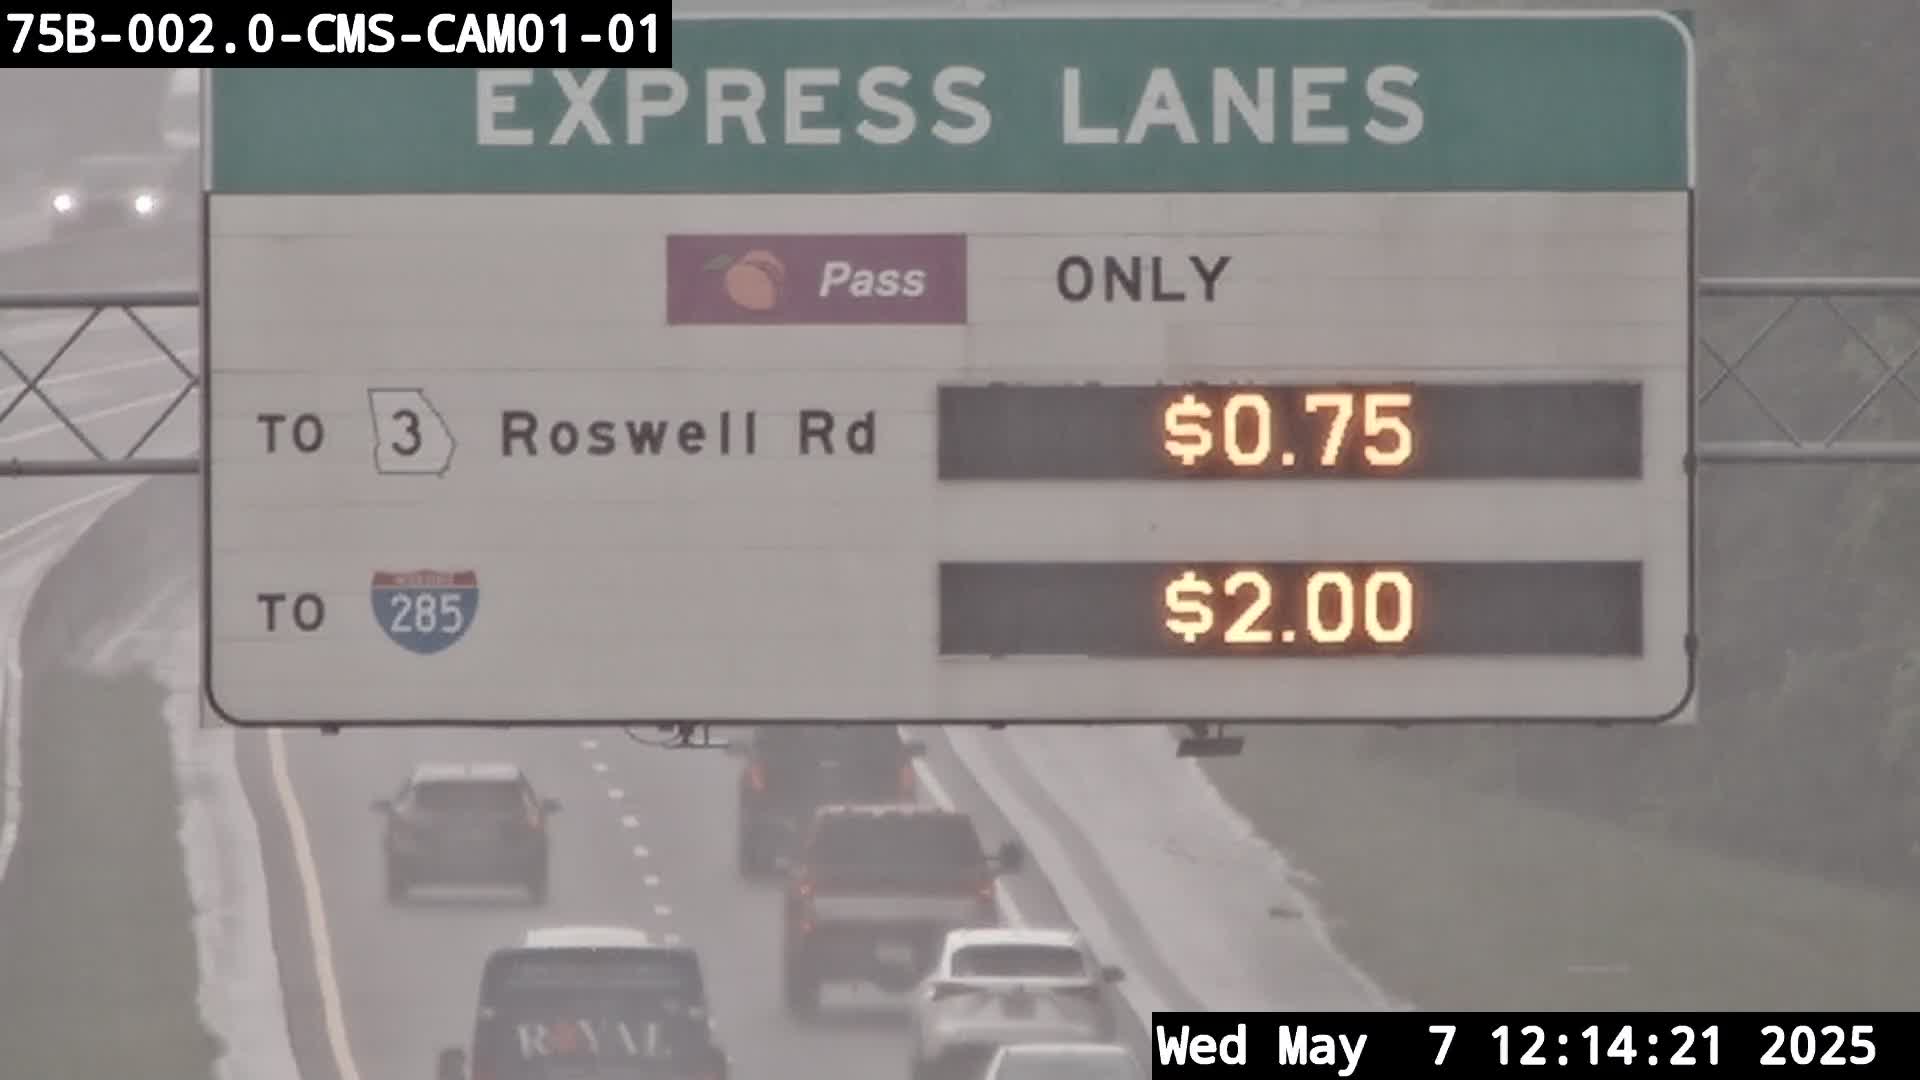 75B-002.0-CMS-CAM01-01
EXPRESS LANES
Pass ONLY
TO 3 Roswell Rd $0.75
TO 285 $2.00
ROYAL
Wed May 7 12:14:21 2025